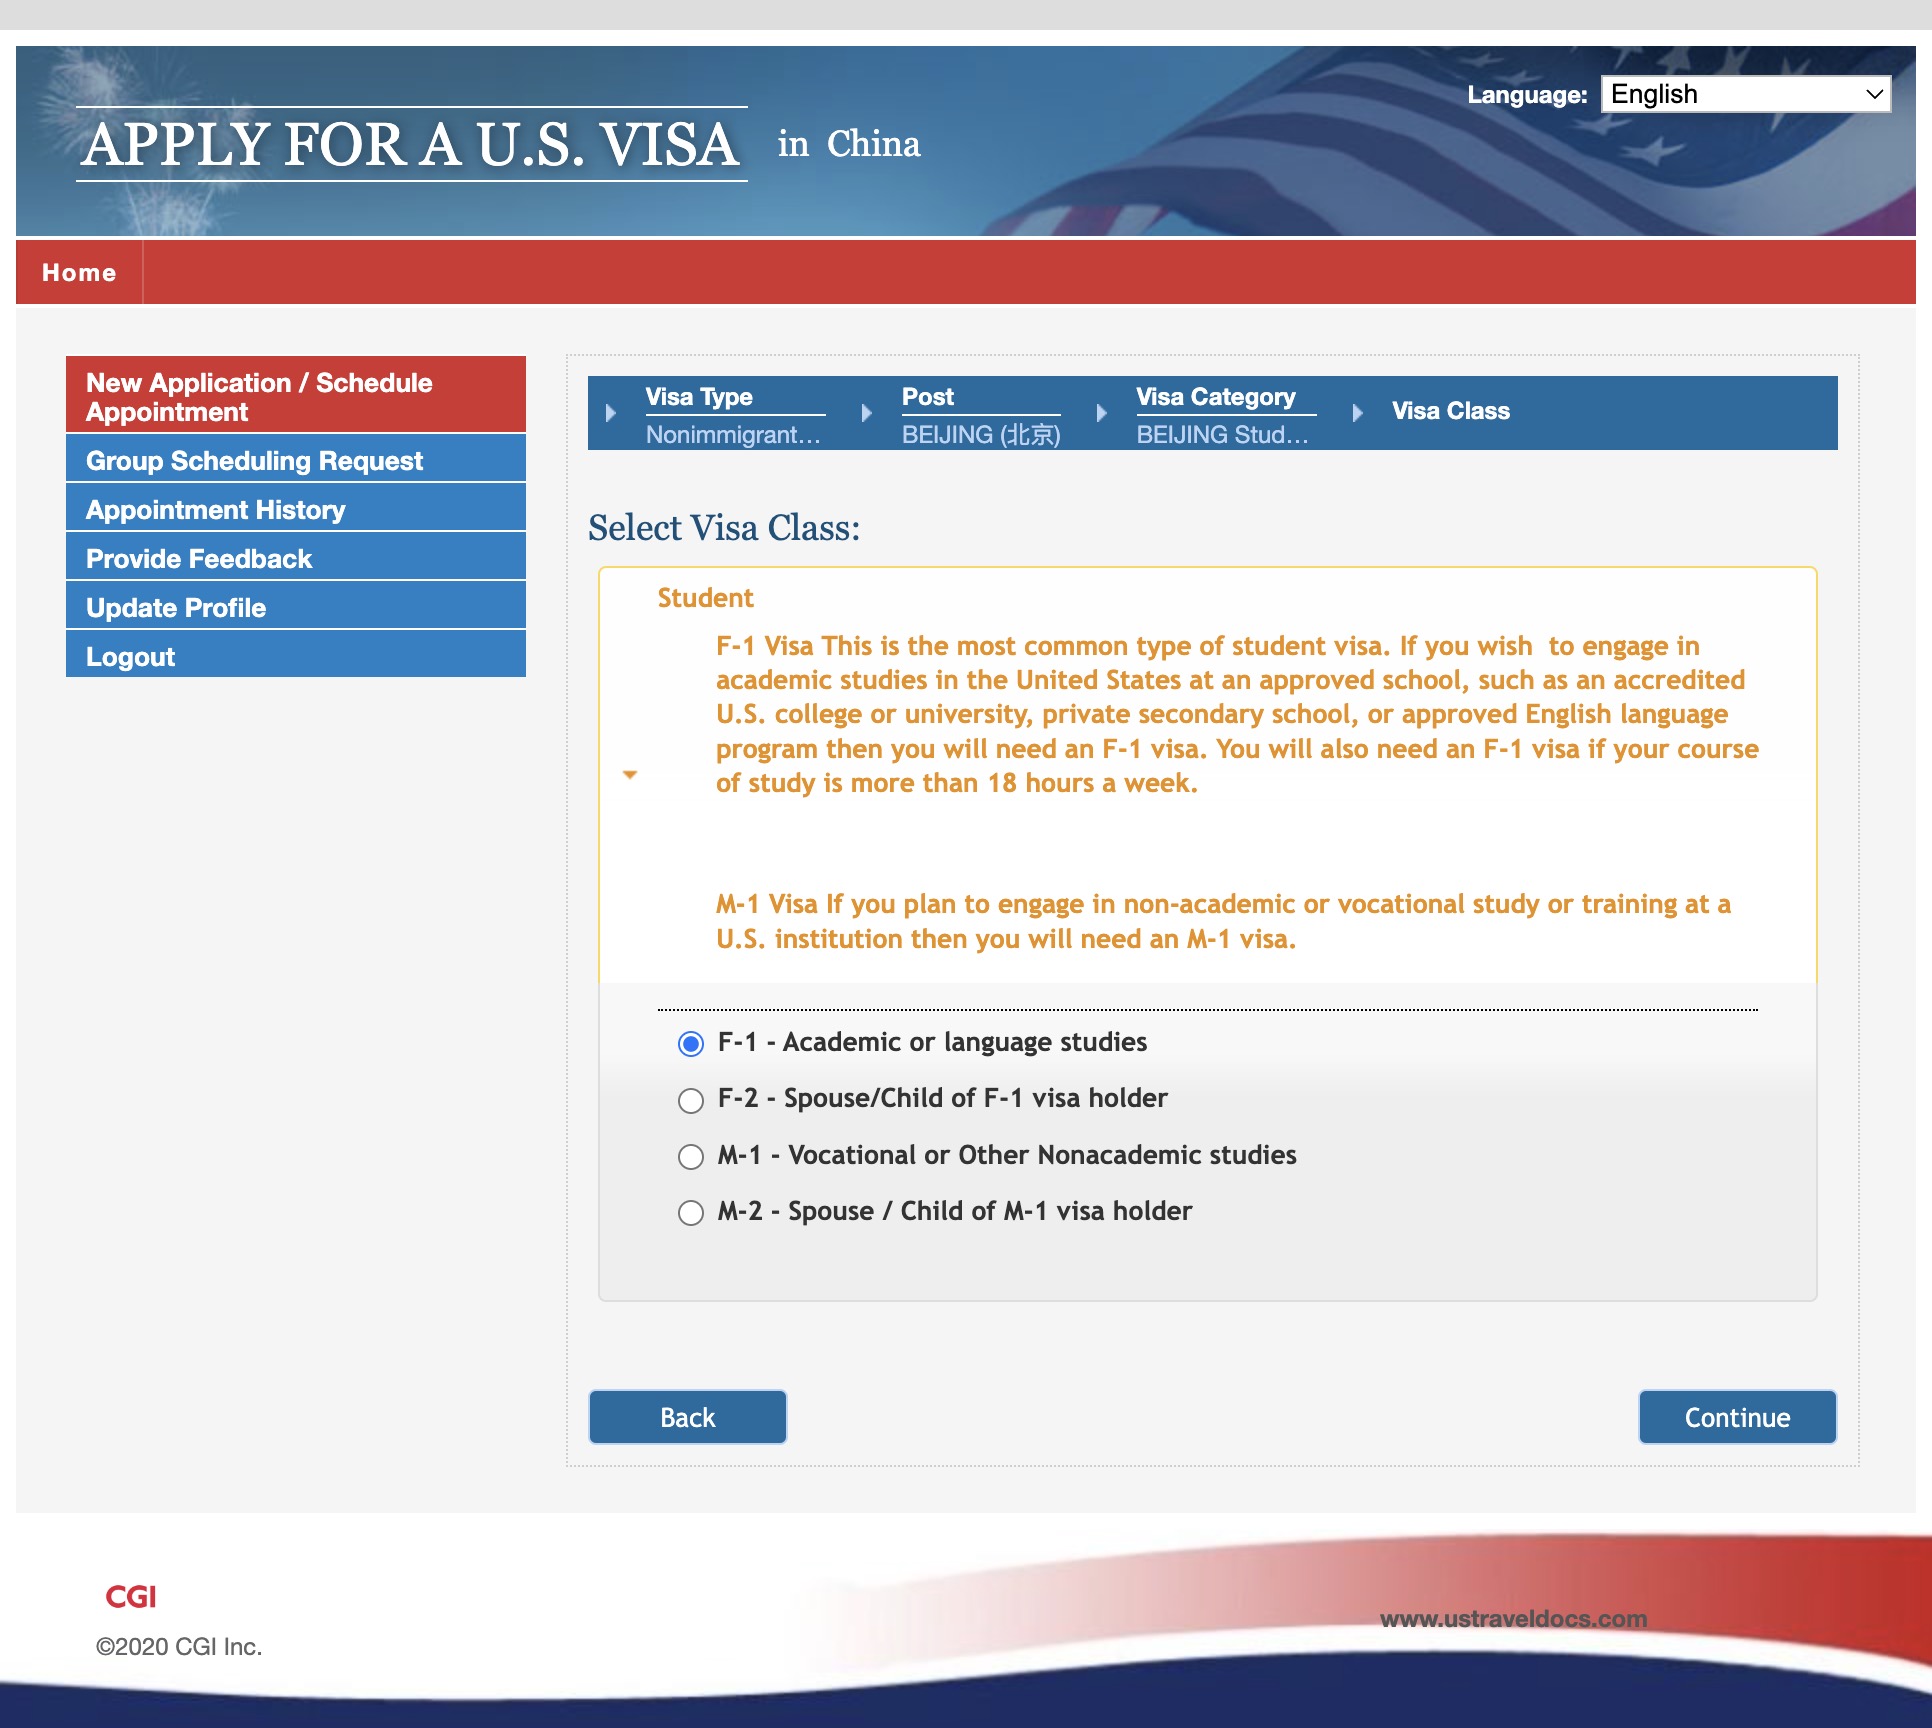 Language: English
APPLY FOR A U.S. VISA in China
Home
New Application / Schedule
Appointment
Group Scheduling Request
Appointment History
Provide Feedback
Update Profile
Logout
Visa Type
Nonimmigrant...
Post
BEIJING (北京)
Visa Category
BEIJING Stud...
Visa Class
Select Visa Class:
Student
F-1 Visa This is the most common type of student visa. If you wish  to engage in
academic studies in the United States at an approved school, such as an accredited
U.S. college or university, private secondary school, or approved English language
program then you will need an F-1 visa. You will also need an F-1 visa if your course
of study is more than 18 hours a week.
M-1 Visa If you plan to engage in non-academic or vocational study or training at a
U.S. institution then you will need an M-1 visa.
F-1 - Academic or language studies
F-2 - Spouse/Child of F-1 visa holder
M-1 - Vocational or Other Nonacademic studies
M-2 - Spouse / Child of M-1 visa holder
Back
Continue
CGI
©2020 CGI Inc.
www.ustraveldocs.com